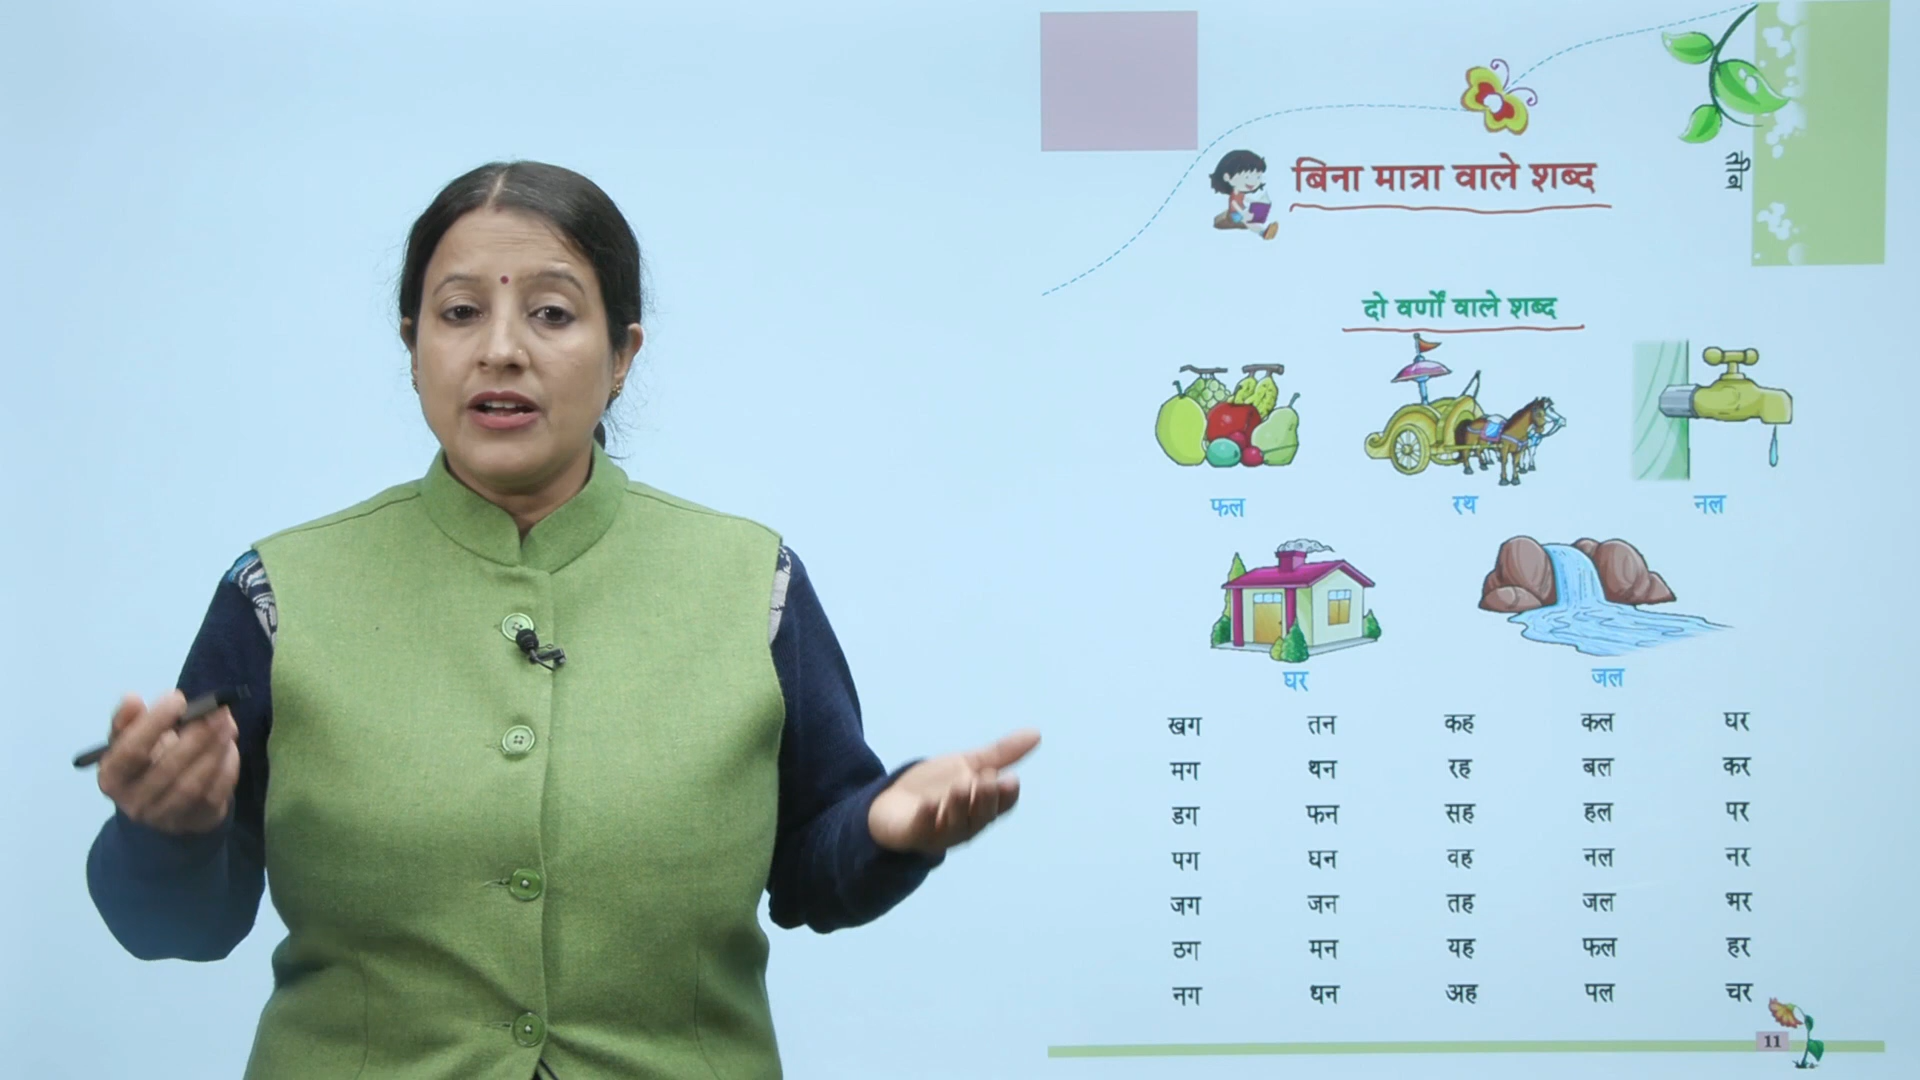 तीन
बिना मात्रा वाले शब्द
दो वर्णों वाले शब्द
फल रथ नल
घर जल
खग तन कह कल घर
मग थन रह बल कर
डग फन सह हल पर
पग घन वह नल नर
जग जन तह जल भर
ठग मन यह फल हर
नग धन अह पल चर
11